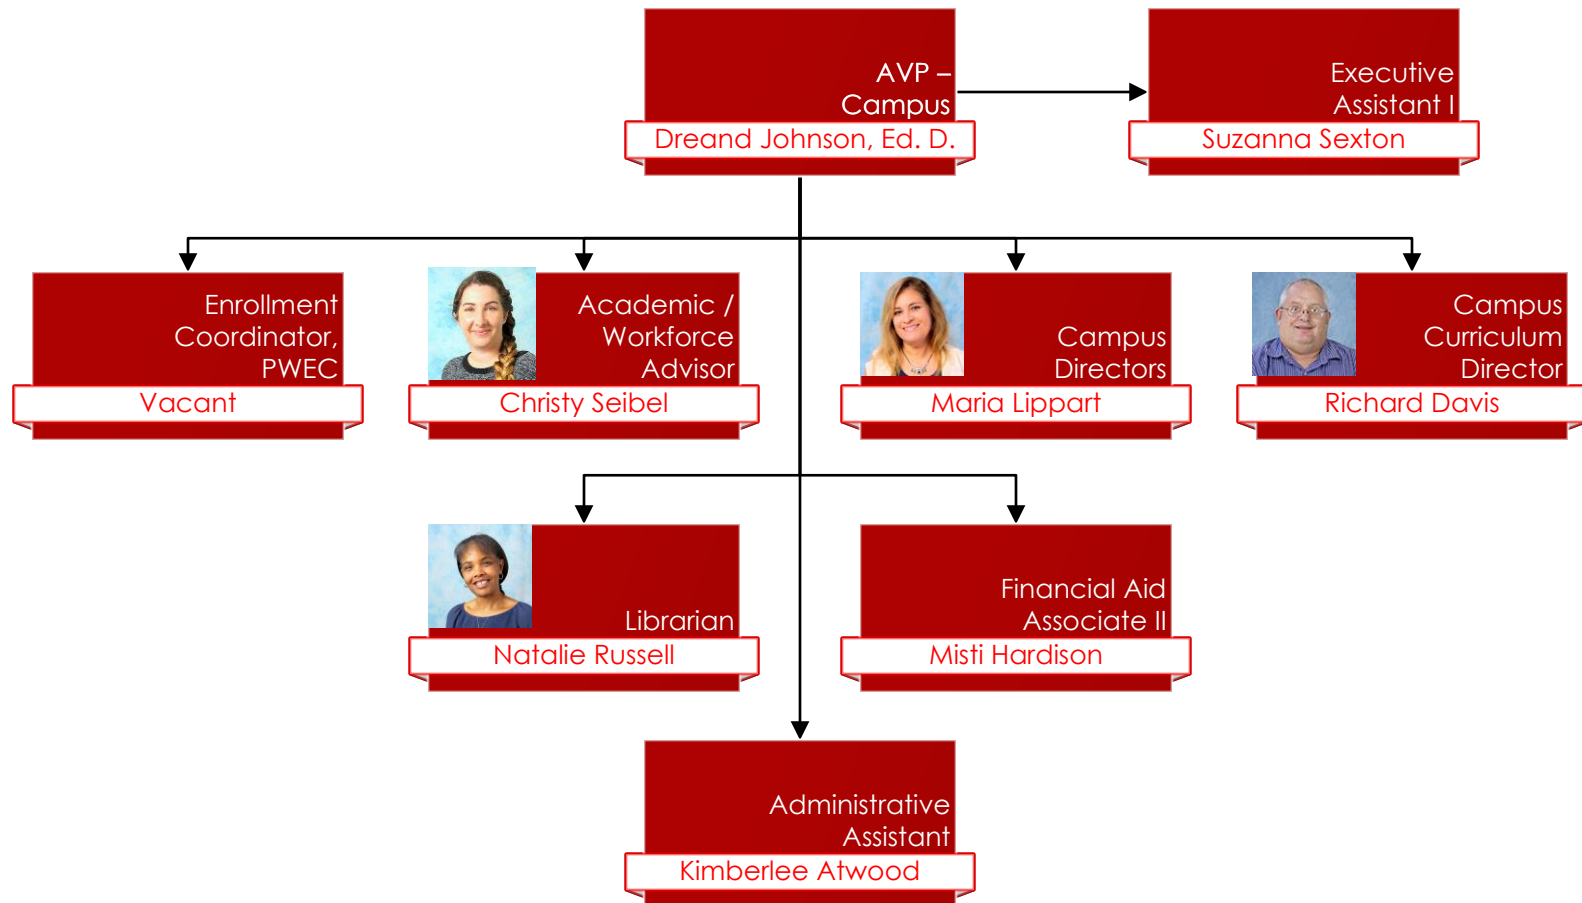 AVP –
Campus
Dreand Johnson, Ed. D.
Executive
Assistant I
Suzanna Sexton
Enrollment
Coordinator,
PWEC
Vacant
Academic /
Workforce
Advisor
Christy Seibel
Campus
Directors
Maria Lippart
Campus
Curriculum
Director
Richard Davis
Librarian
Natalie Russell
Financial Aid
Associate II
Misti Hardison
Administrative
Assistant
Kimberlee Atwood